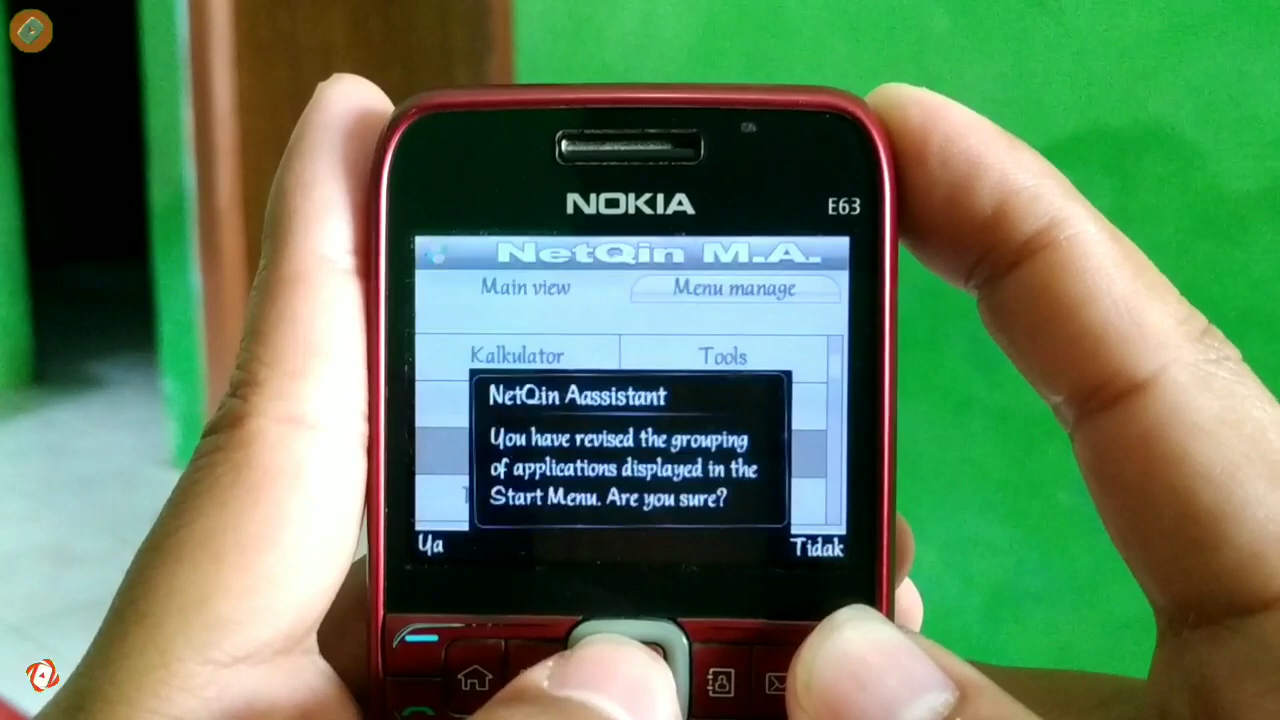 NOKIA
E63
NetQin M.A.
Main view
Menu manage
Kalkulator
Tools
NetQin Aassistant
You have revised the grouping
of applications displayed in the
Start Menu. Are you sure?
Ya
Tidak